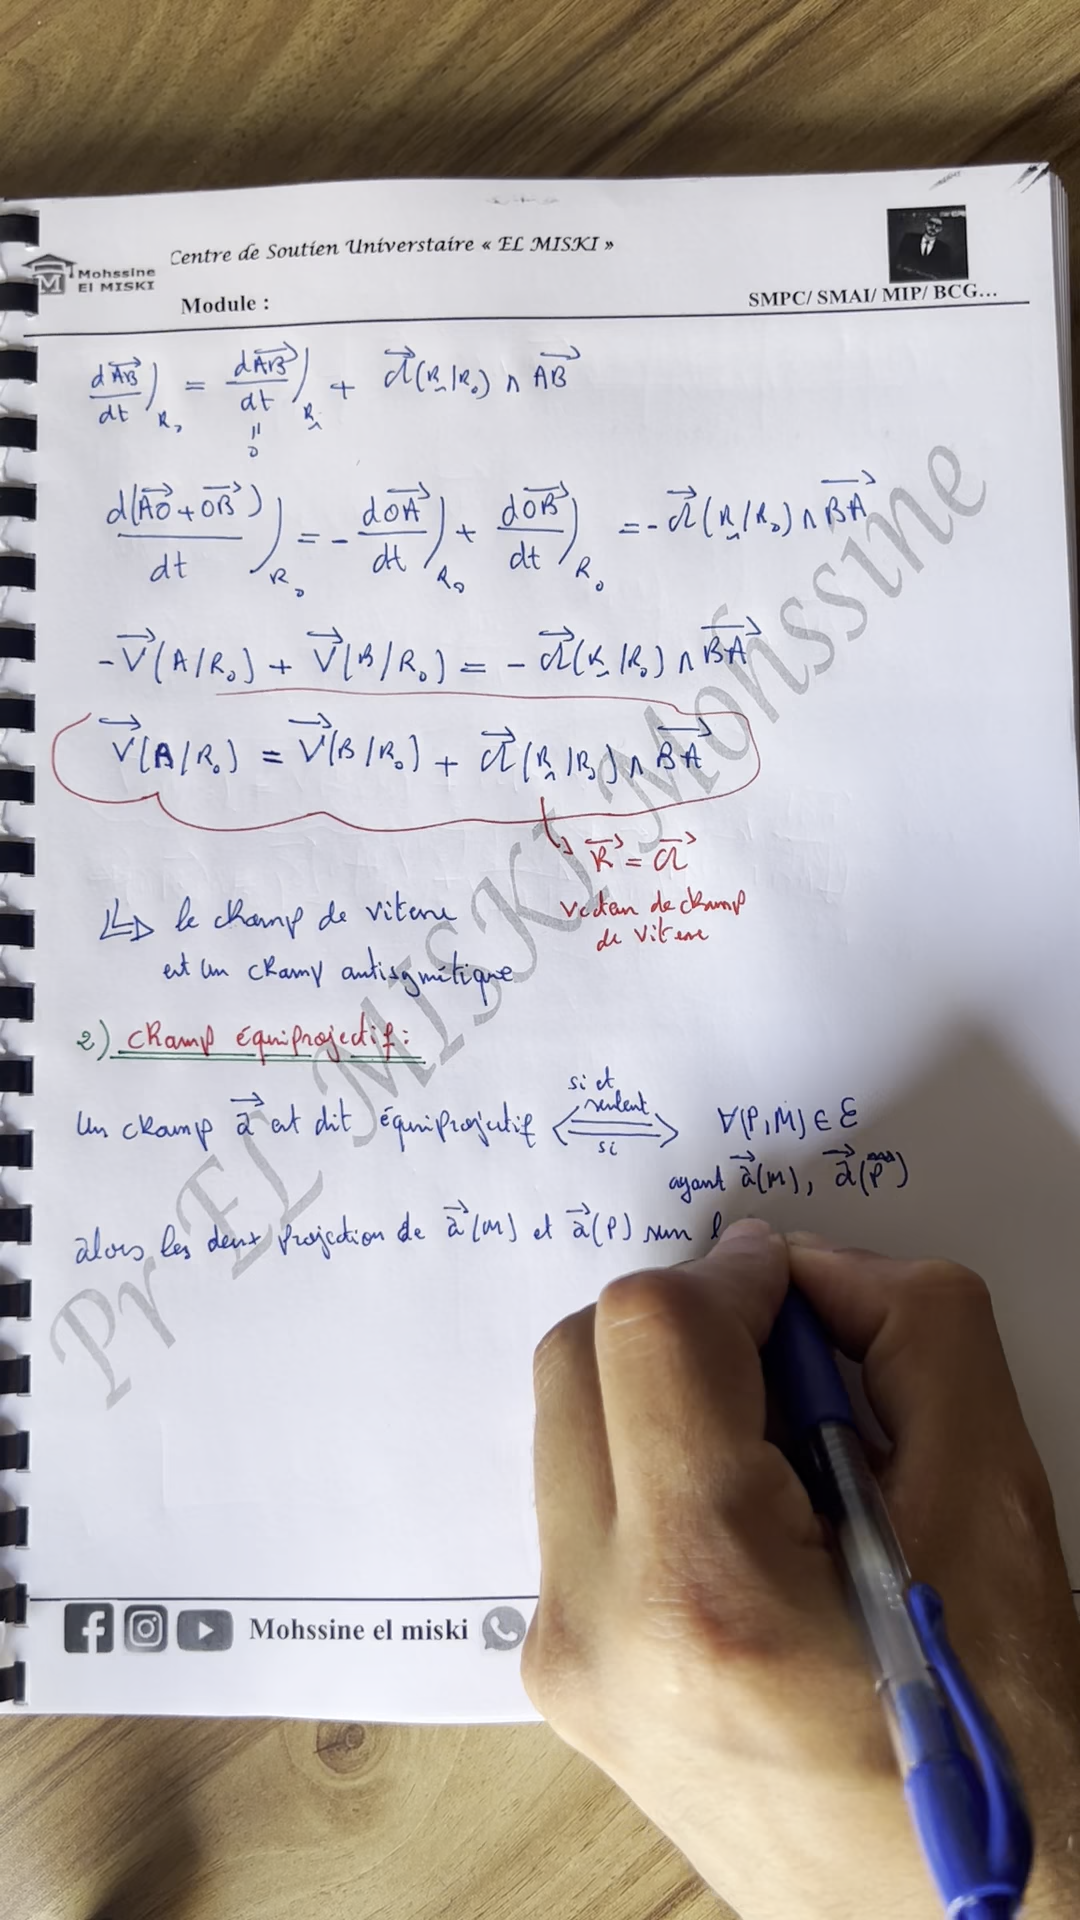 Centre de Soutien Universtaire « EL MISKI »
Mohssine
El MISKI
Module :
SMPC/ SMAI/ MIP/ BCG...
dAB/dt)R₀ = dAB/dt)R₁ + Ω(R₁/R₀) ∧ AB
=
0
d(AO + OB)/dt)R₀ = - dOA/dt)R₀ + dOB/dt)R₀ = - Ω(R₁/R₀) ∧ BA
- V(A/R₀) + V(B/R₀) = - Ω(R₁/R₀) ∧ BA
V(A/R₀) = V(B/R₀) + Ω(R₁/R₀) ∧ BA
R = Ω
le champ de vitesse
est un champ antisymétique
vecteur de champ
de vitesse
2) champ équiprojectif :
Un champ a est dit équiprojectif
si et
seulent
si
∀(P,M) ∈ ε
ayant a(M), a(P)
alors les deux projection de a(M) et a(P) sur l
Pr EL MISKI Mohssine
Mohssine el miski